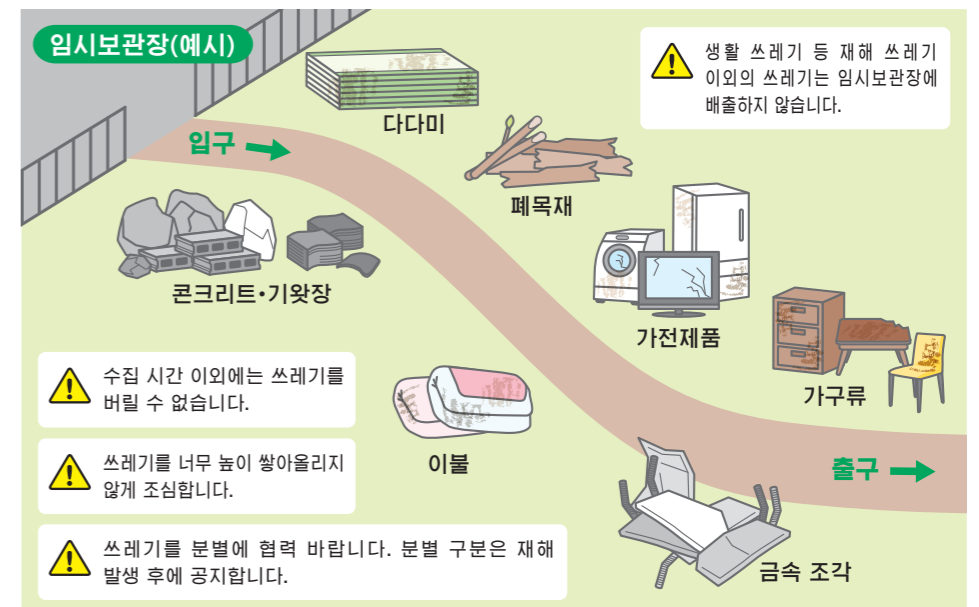 임시보관장(예시)
생활 쓰레기 등 재해 쓰레기
이외의 쓰레기는 임시보관장에
배출하지 않습니다.
다다미
입구
폐목재
콘크리트•기왓장
가전제품
가구류
수집 시간 이외에는 쓰레기를
버릴 수 없습니다.
이불
쓰레기를 너무 높이 쌓아올리지
않게 조심합니다.
출구
쓰레기를 분별에 협력 바랍니다. 분별 구분은 재해
발생 후에 공지합니다.
금속 조각